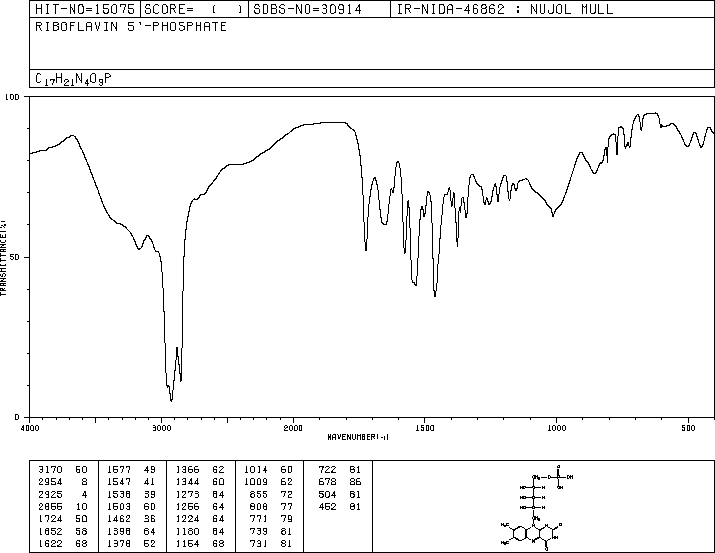 HIT-NO=15075 SCORE= ( ) SDBS-NO=30914 IR-NIDA-46862 : NUJOL MULL
RIBOFLAVIN 5'-PHOSPHATE
C17H21N4O9P
100
50
0
TRANSMITTANCE(%)
4000 3000 2000 1500 1000 500
WAVENUMBER(-1)
3170 50 1577 49 1366 52 1014 60 722 81
2954 8 1547 41 1344 60 1009 62 678 86
2925 4 1538 39 1273 64 855 72 504 81
2855 10 1503 60 1256 64 808 77 452 81
1724 50 1462 36 1224 64 771 79
1652 58 1398 64 1180 64 739 81
1622 68 1378 52 1154 68 731 81